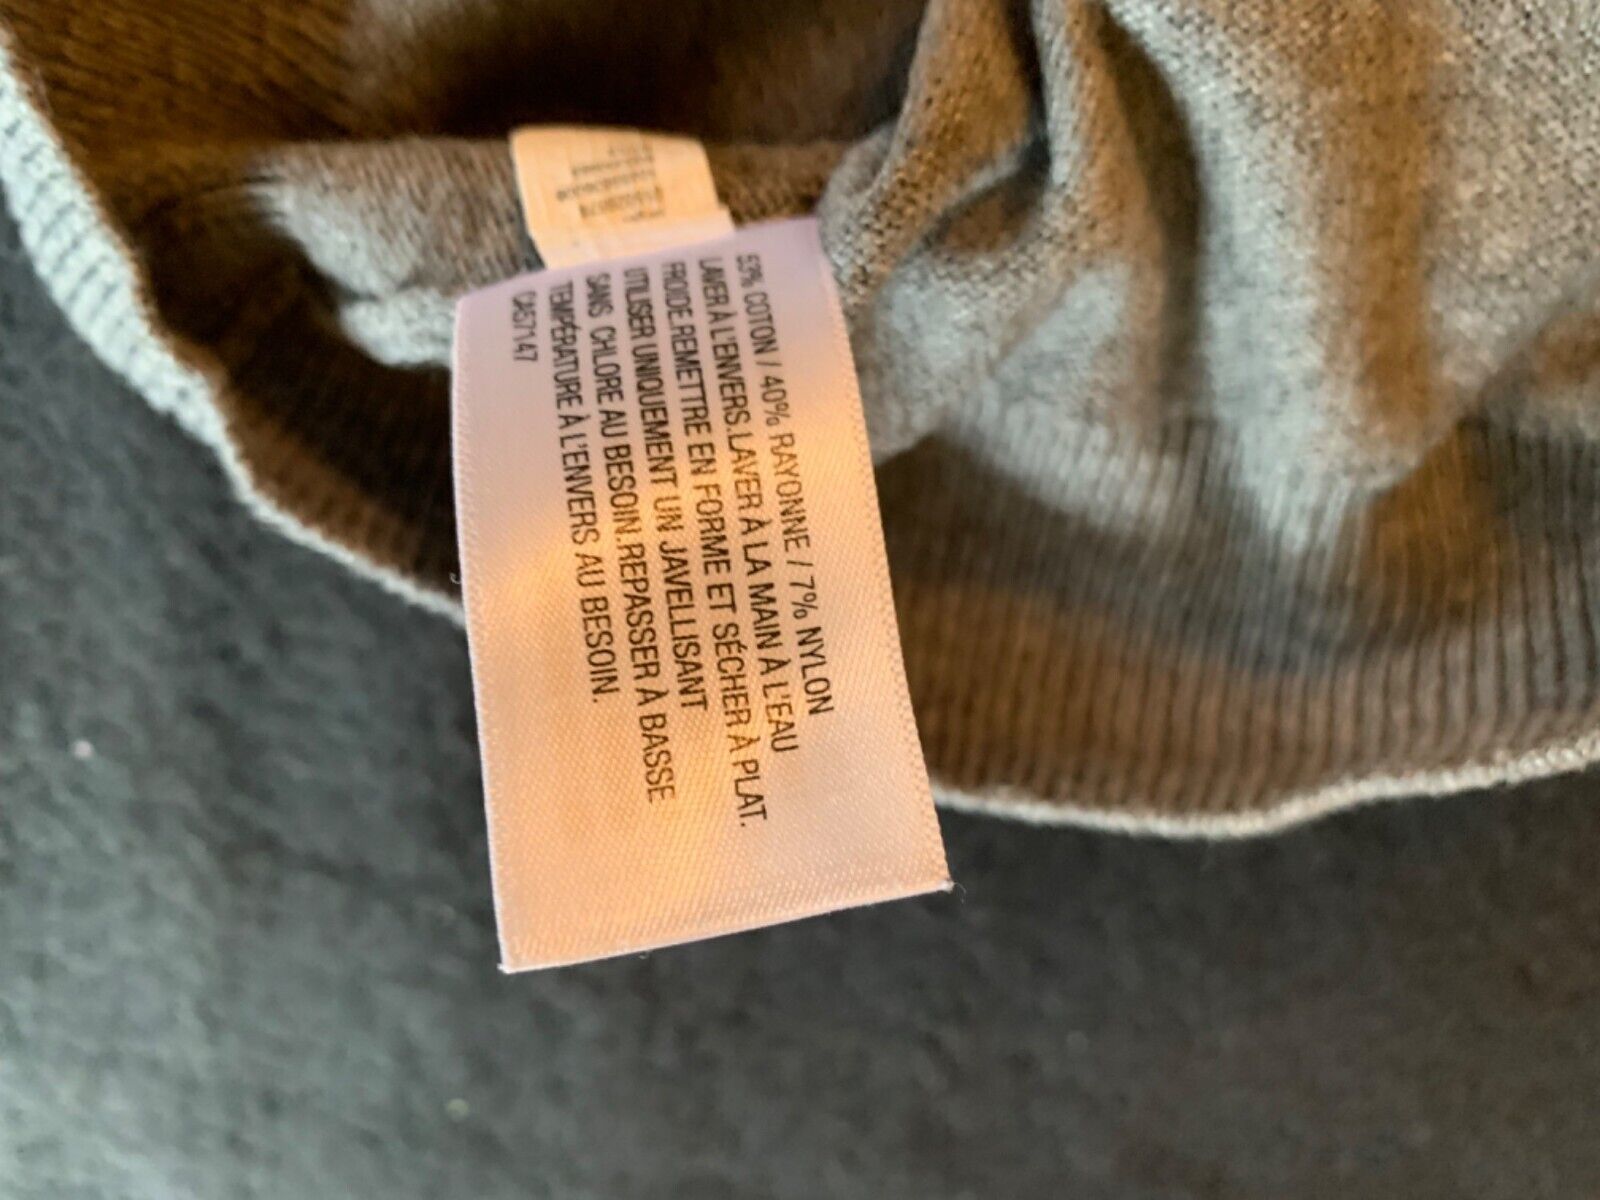 53% COTON / 40% RAYONNE / 7% NYLON
LAVER À L'ENVERS.LAVER À LA MAIN À L'EAU
FROIDE.REMETTRE EN FORME ET SÉCHER À PLAT.
UTILISER UNIQUEMENT UN JAVELLISANT
SANS CHLORE AU BESOIN.REPASSER À BASSE
TEMPÉRATURE À L'ENVERS AU BESOIN.
CA57147